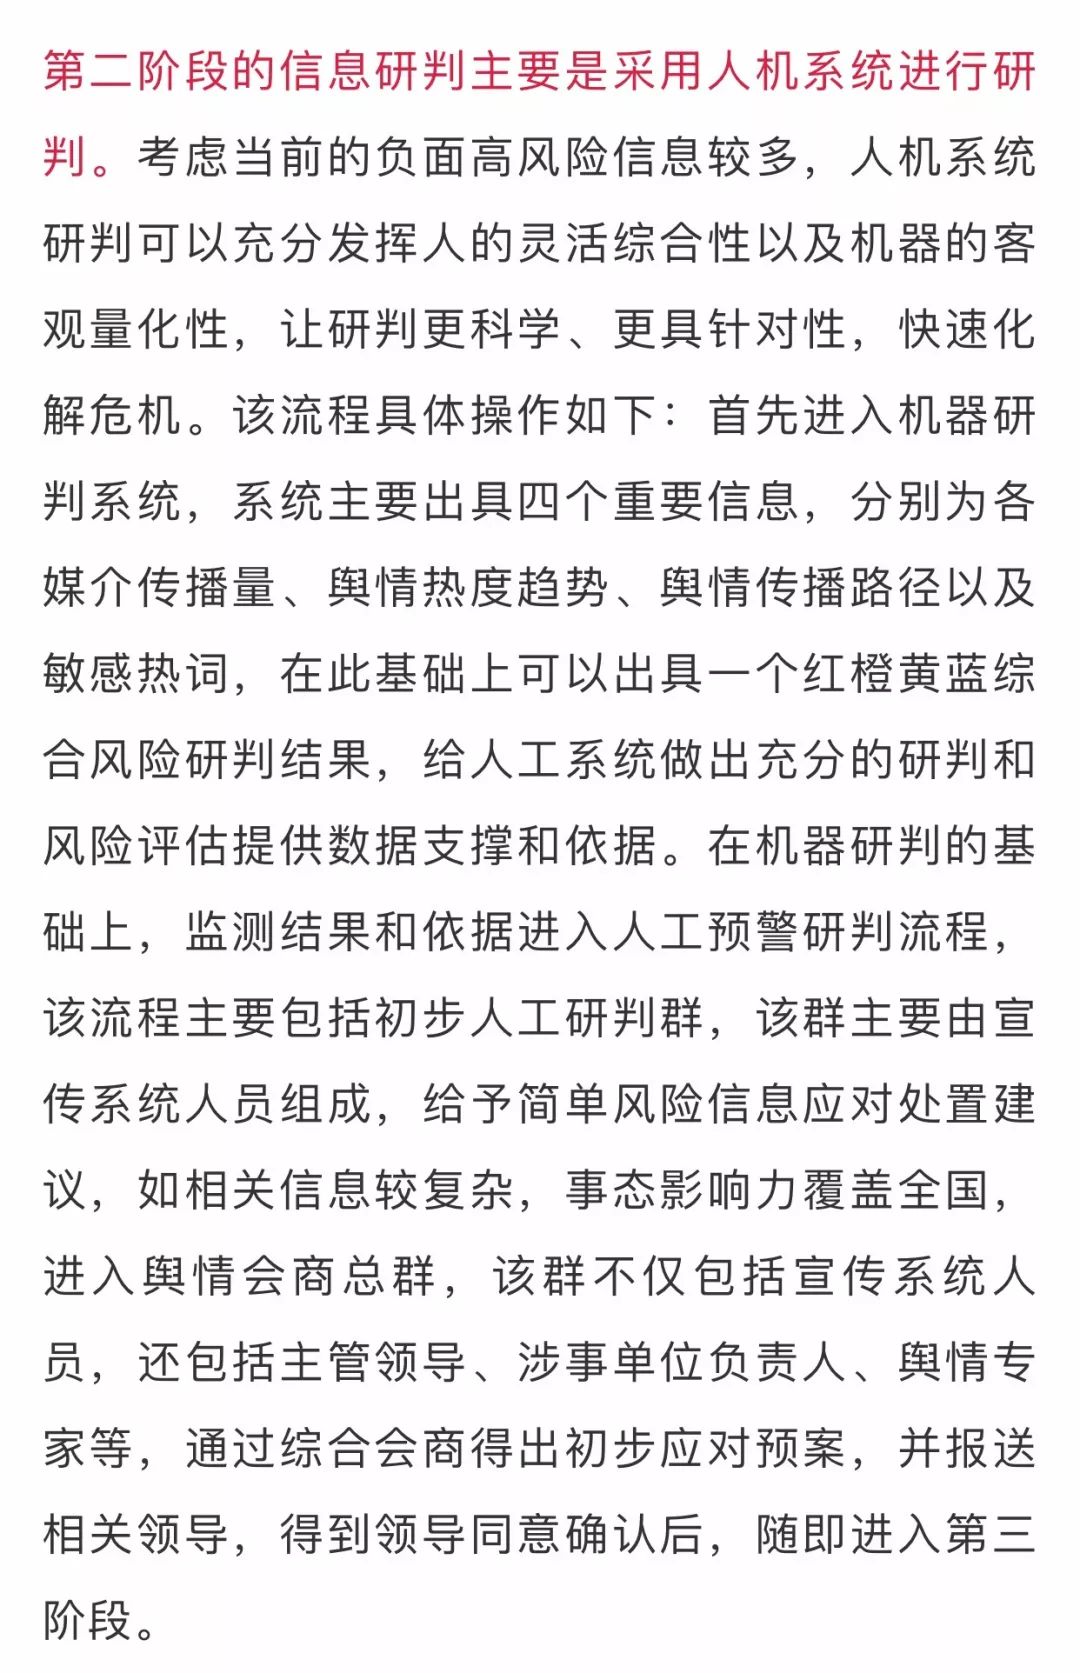 第二阶段的信息研判主要是采用人机系统进行研
判。考虑当前的负面高风险信息较多，人机系统
研判可以充分发挥人的灵活综合性以及机器的客
观量化性，让研判更科学、更具针对性，快速化
解危机。该流程具体操作如下：首先进入机器研
判系统，系统主要出具四个重要信息，分别为各
媒介传播量、舆情热度趋势、舆情传播路径以及
敏感热词，在此基础上可以出具一个红橙黄蓝综
合风险研判结果，给人工系统做出充分的研判和
风险评估提供数据支撑和依据。在机器研判的基
础上，监测结果和依据进入人工预警研判流程，
该流程主要包括初步人工研判群，该群主要由宣
传系统人员组成，给予简单风险信息应对处置建
议，如相关信息较复杂，事态影响力覆盖全国，
进入舆情会商总群，该群不仅包括宣传系统人
员，还包括主管领导、涉事单位负责人、舆情专
家等，通过综合会商得出初步应对预案，并报送
相关领导，得到领导同意确认后，随即进入第三
阶段。